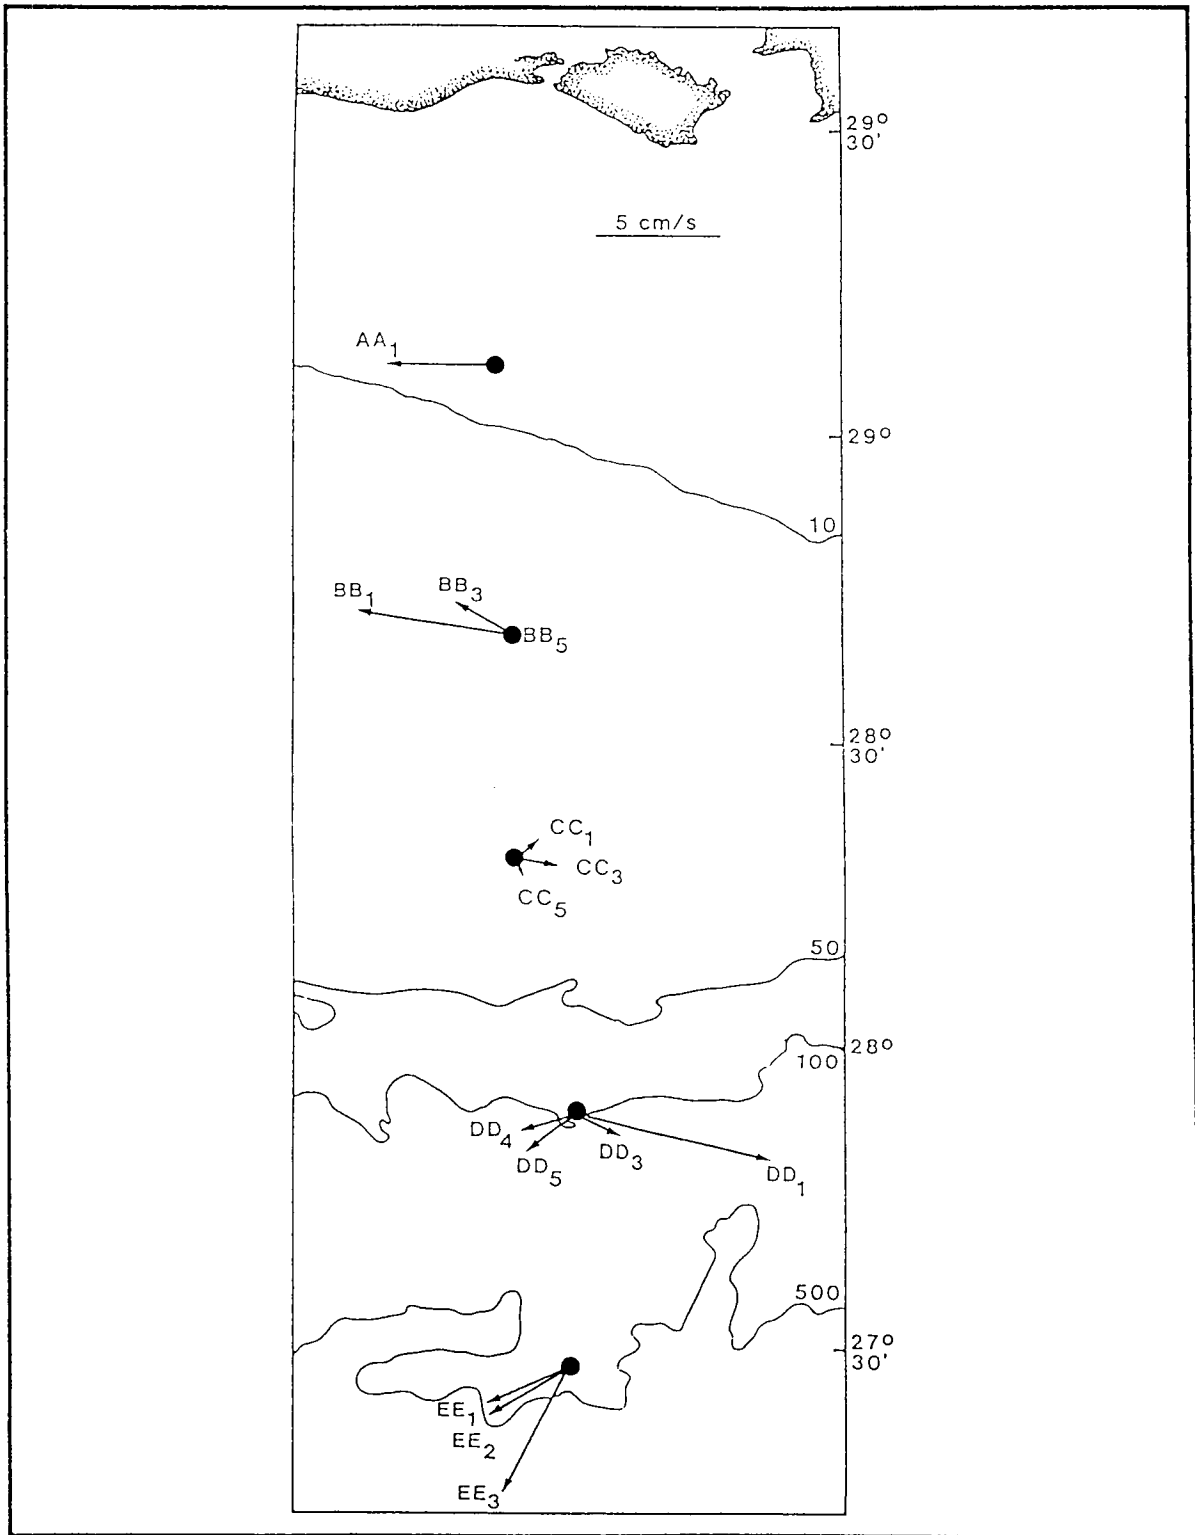 29°
30'
5 cm/s
AA₁
29°
10
BB₁
BB₃
BB₅
28°
30'
CC₁
CC₃
CC₅
50
28°
100
DD₄
DD₃
DD₅
DD₁
500
27°
30'
EE₁
EE₂
EE₃